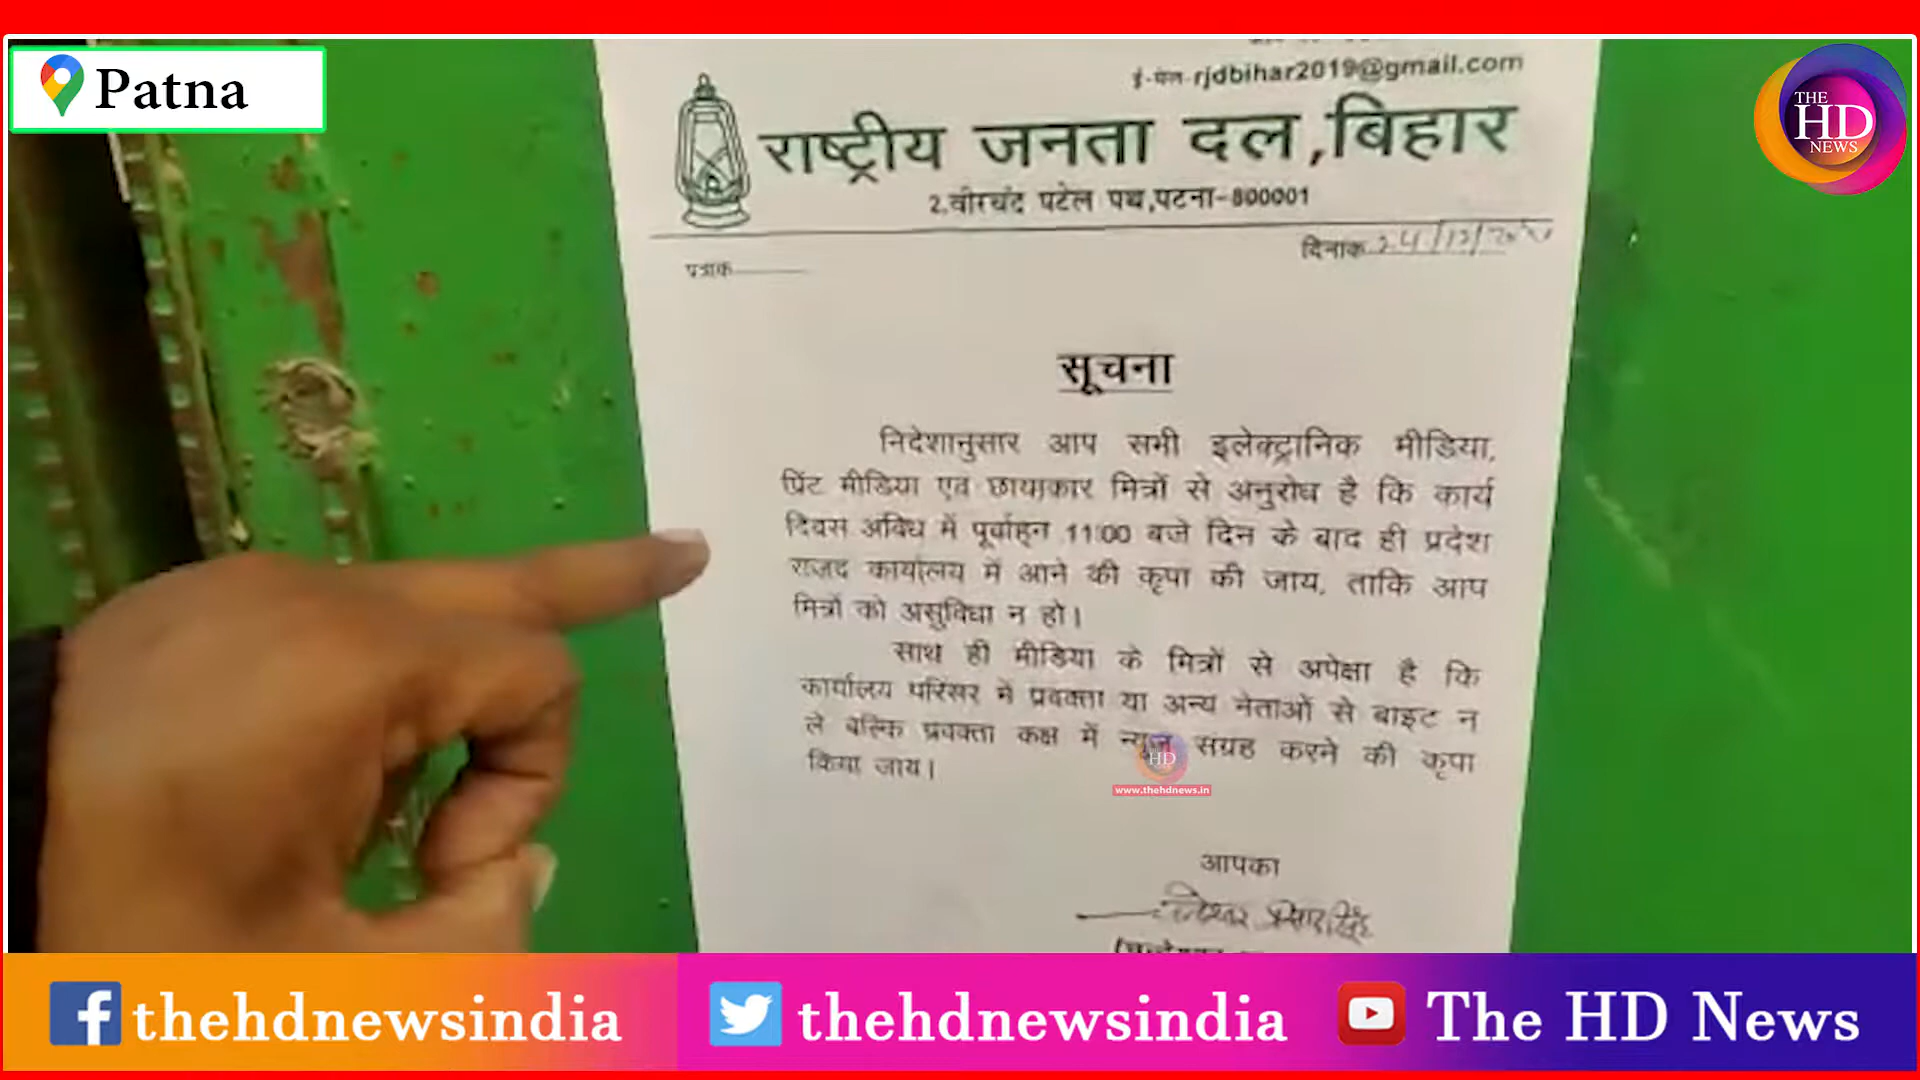 Patna
THE
HD
NEWS
ई-मेल-rjdbihar2019@gmail.com
राष्ट्रीय जनता दल,बिहार
2,वीरचंद पटेल पथ,पटना-800001
पत्रांक
दिनांक 24/12/
सूचना
निदेशानुसार आप सभी इलेक्ट्रानिक मीडिया,
प्रिंट मीडिया एवं छायाकार मित्रों से अनुरोध है कि कार्य
दिवस अवधि में पूर्वाह्न 11:00 बजे दिन के बाद ही प्रदेश
राजद कार्यालय में आने की कृपा की जाय, ताकि आप
मित्रों को असुविधा न हो।
साथ ही मीडिया के मित्रों से अपेक्षा है कि
कार्यालय परिसर में प्रवक्ता या अन्य नेताओं से बाइट न
ले बल्कि प्रवक्ता कक्ष में न्यूज संग्रह करने की कृपा
किया जाय।
HD
www.thehdnews.in
आपका
thehdnewsindia
thehdnewsindia
The HD News